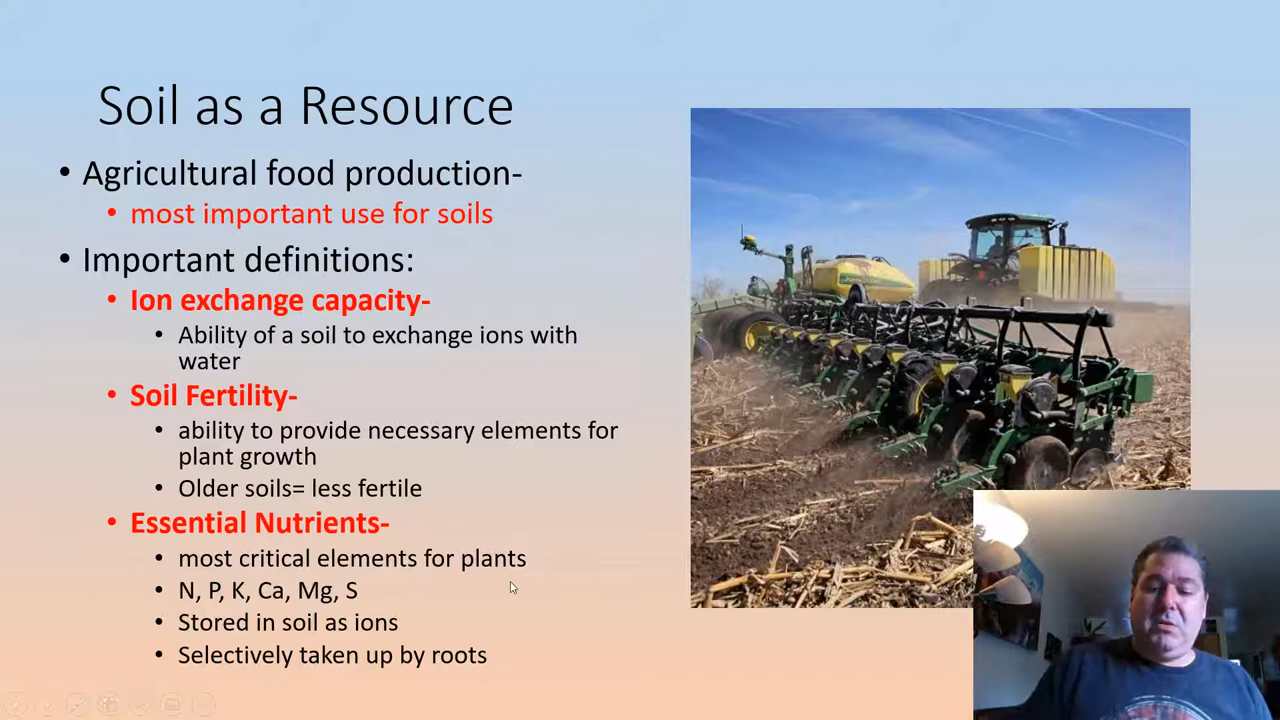 Soil as a Resource
• Agricultural food production-
• most important use for soils
• Important definitions:
• Ion exchange capacity-
• Ability of a soil to exchange ions with
water
• Soil Fertility-
• ability to provide necessary elements for
plant growth
• Older soils= less fertile
• Essential Nutrients-
• most critical elements for plants
• N, P, K, Ca, Mg, S
• Stored in soil as ions
• Selectively taken up by roots